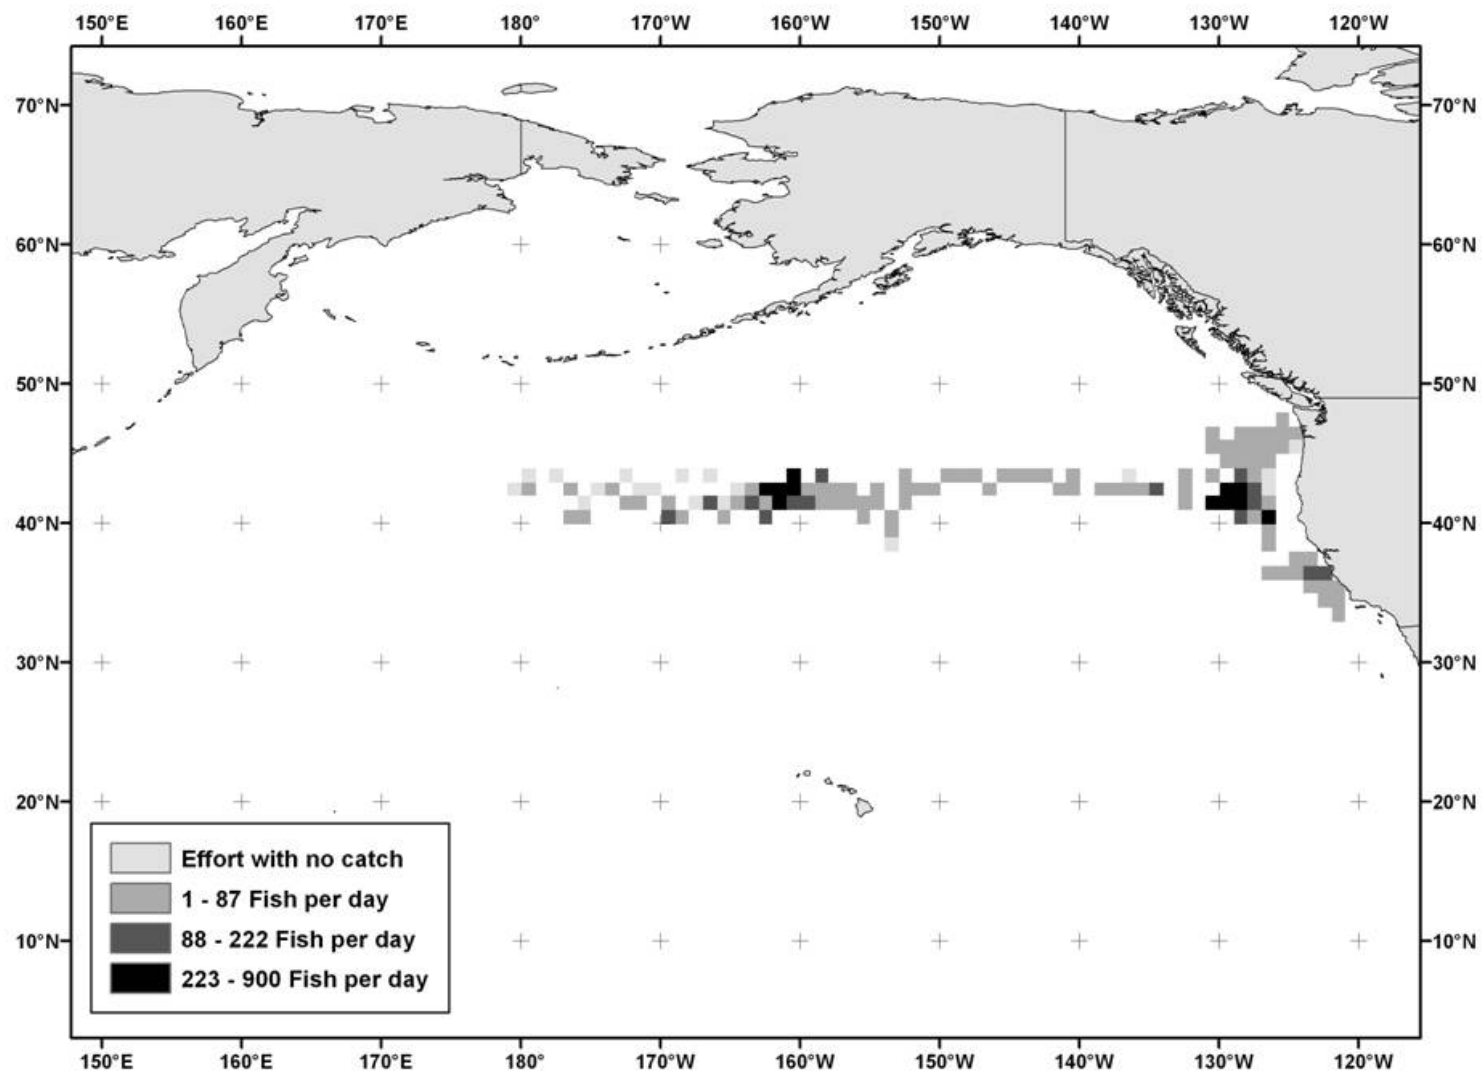 150°E 160°E 170°E 180° 170°W 160°W 150°W 140°W 130°W 120°W
70°N 70°N
60°N 60°N
50°N 50°N
40°N 40°N
30°N 30°N
20°N 20°N
10°N 10°N
Effort with no catch
1 - 87 Fish per day
88 - 222 Fish per day
223 - 900 Fish per day
150°E 160°E 170°E 180° 170°W 160°W 150°W 140°W 130°W 120°W